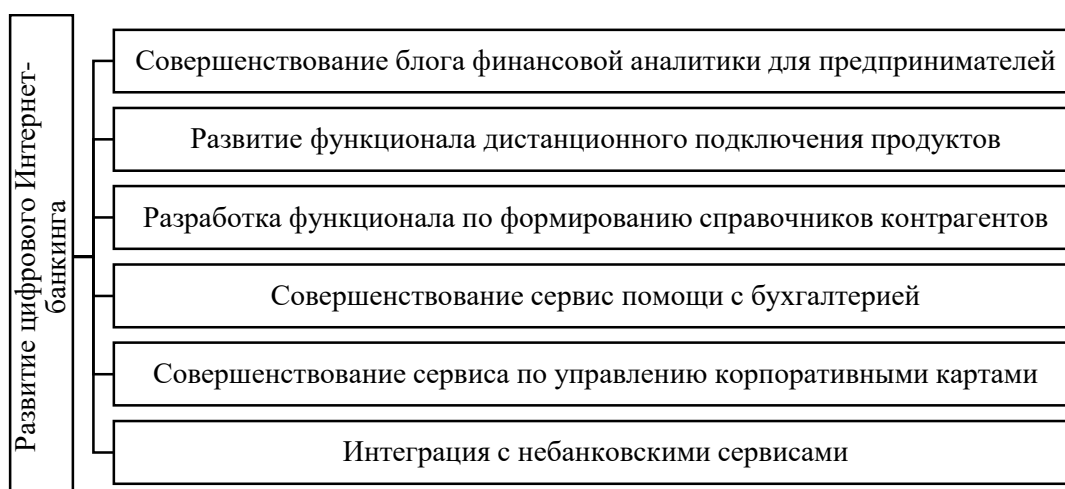 Развитие цифрового Интернет-
банкинга
Совершенствование блога финансовой аналитики для предпринимателей
Развитие функционала дистанционного подключения продуктов
Разработка функционала по формированию справочников контрагентов
Совершенствование сервис помощи с бухгалтерией
Совершенствование сервиса по управлению корпоративными картами
Интеграция с небанковскими сервисами